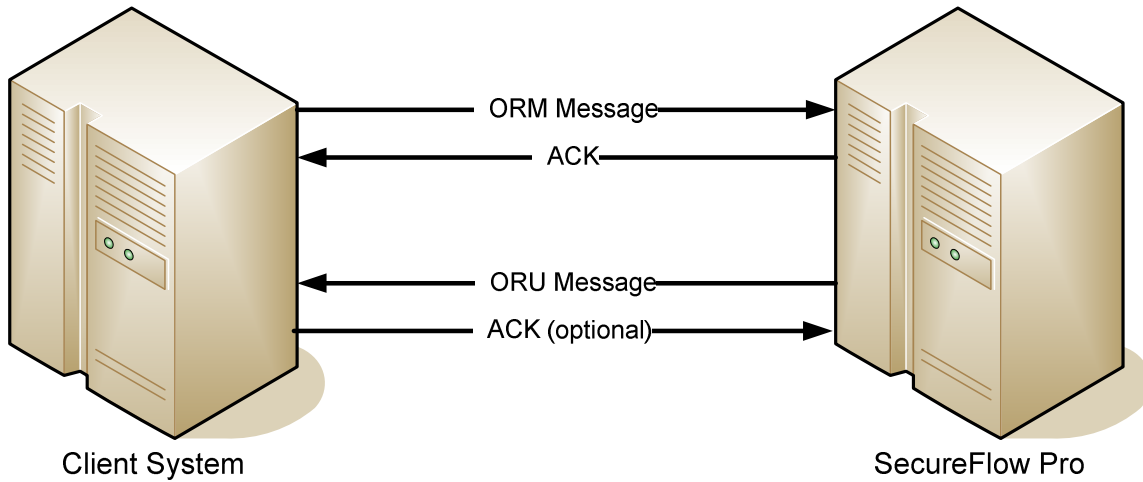 ORM Message
ACK
ORU Message
ACK (optional)
Client System
SecureFlow Pro